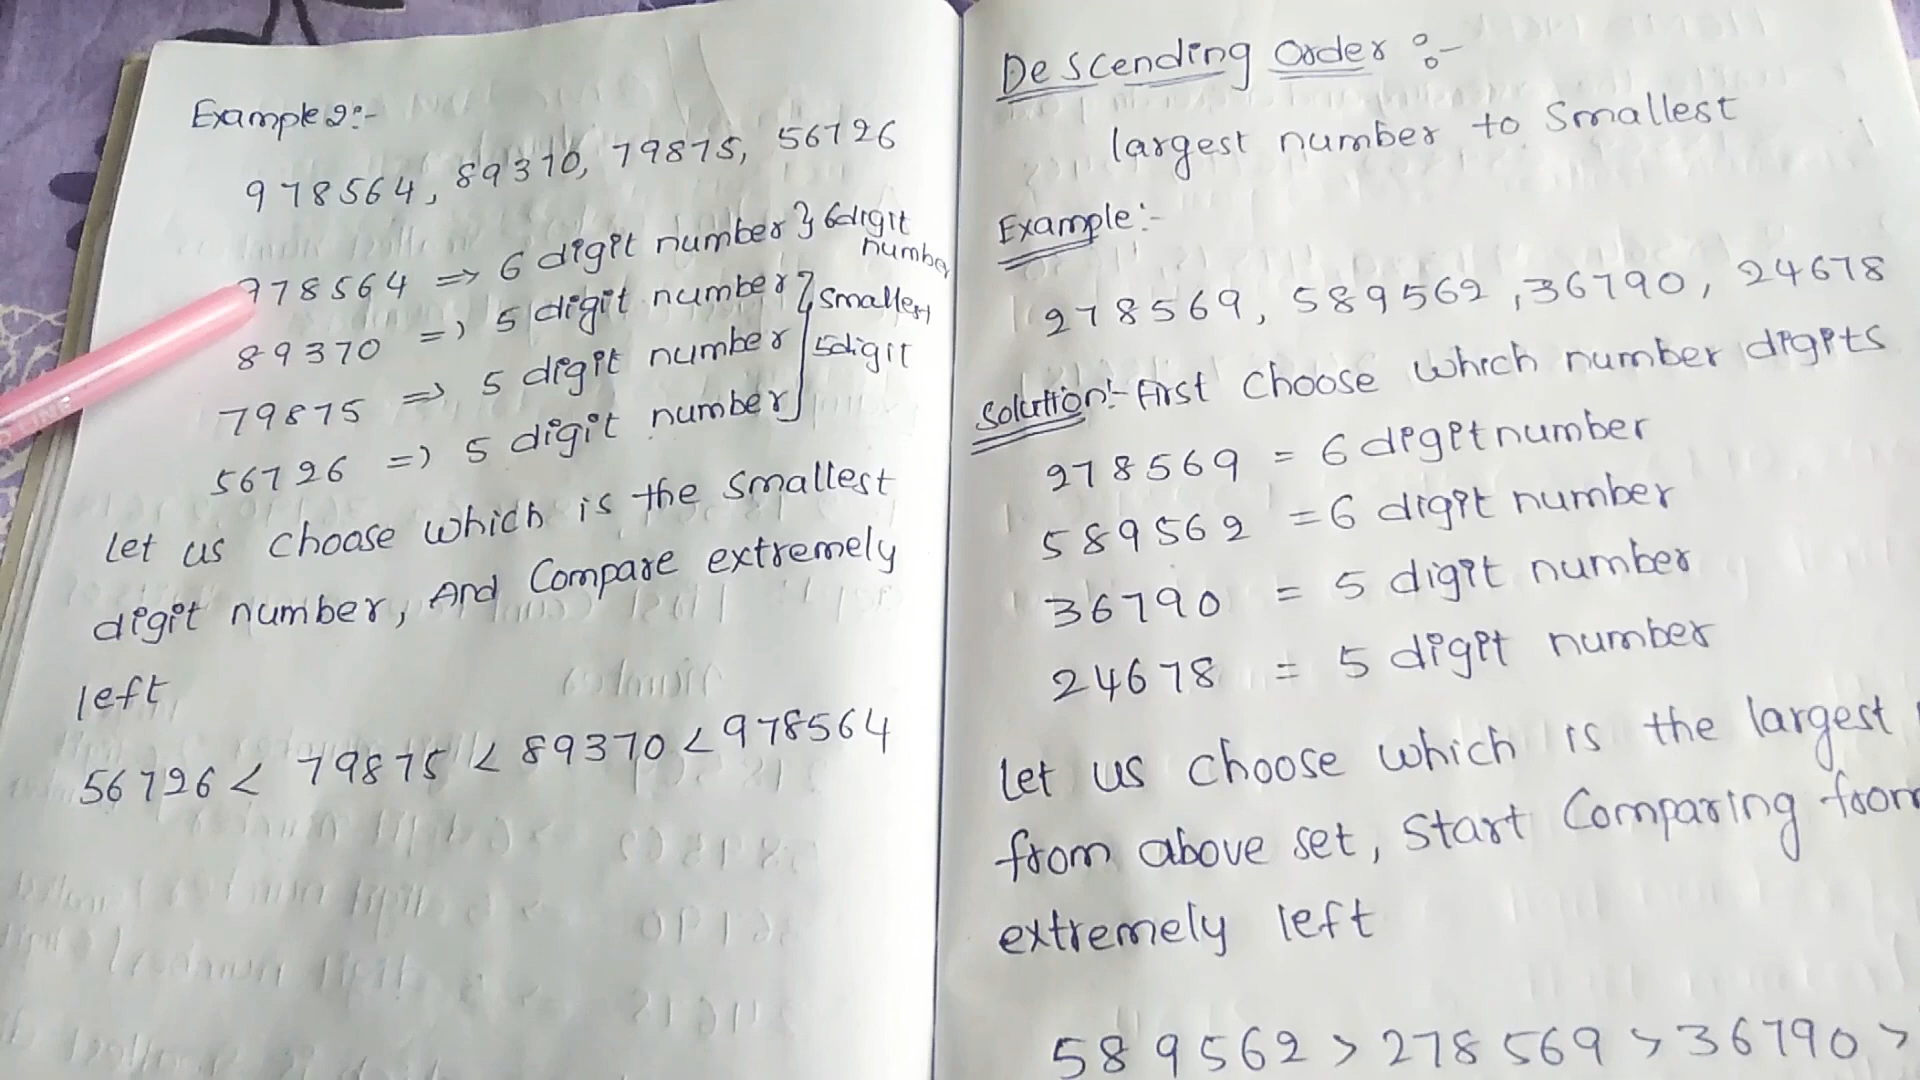 Example 2:-
978564, 89370, 79875, 56726
978564 => 6 digit number } 6digit number
89370 => 5 digit number } smallest
79875 => 5 digit number 5digit
56726 => 5 digit number
Let us choose which is the smallest
digit number, And Compare extremely
left
56726 < 79875 < 89370 < 978564
Descending Order :-
largest number to Smallest
Example:-
278569, 589562, 36790, 24678
Solution:- First choose which number digits
278569 = 6 digit number
589562 = 6 digit number
36790 = 5 digit number
24678 = 5 digit number
Let us choose which is the largest
from above set, Start Comparing from
extremely left
589562 > 278569 > 36790 >
LINE